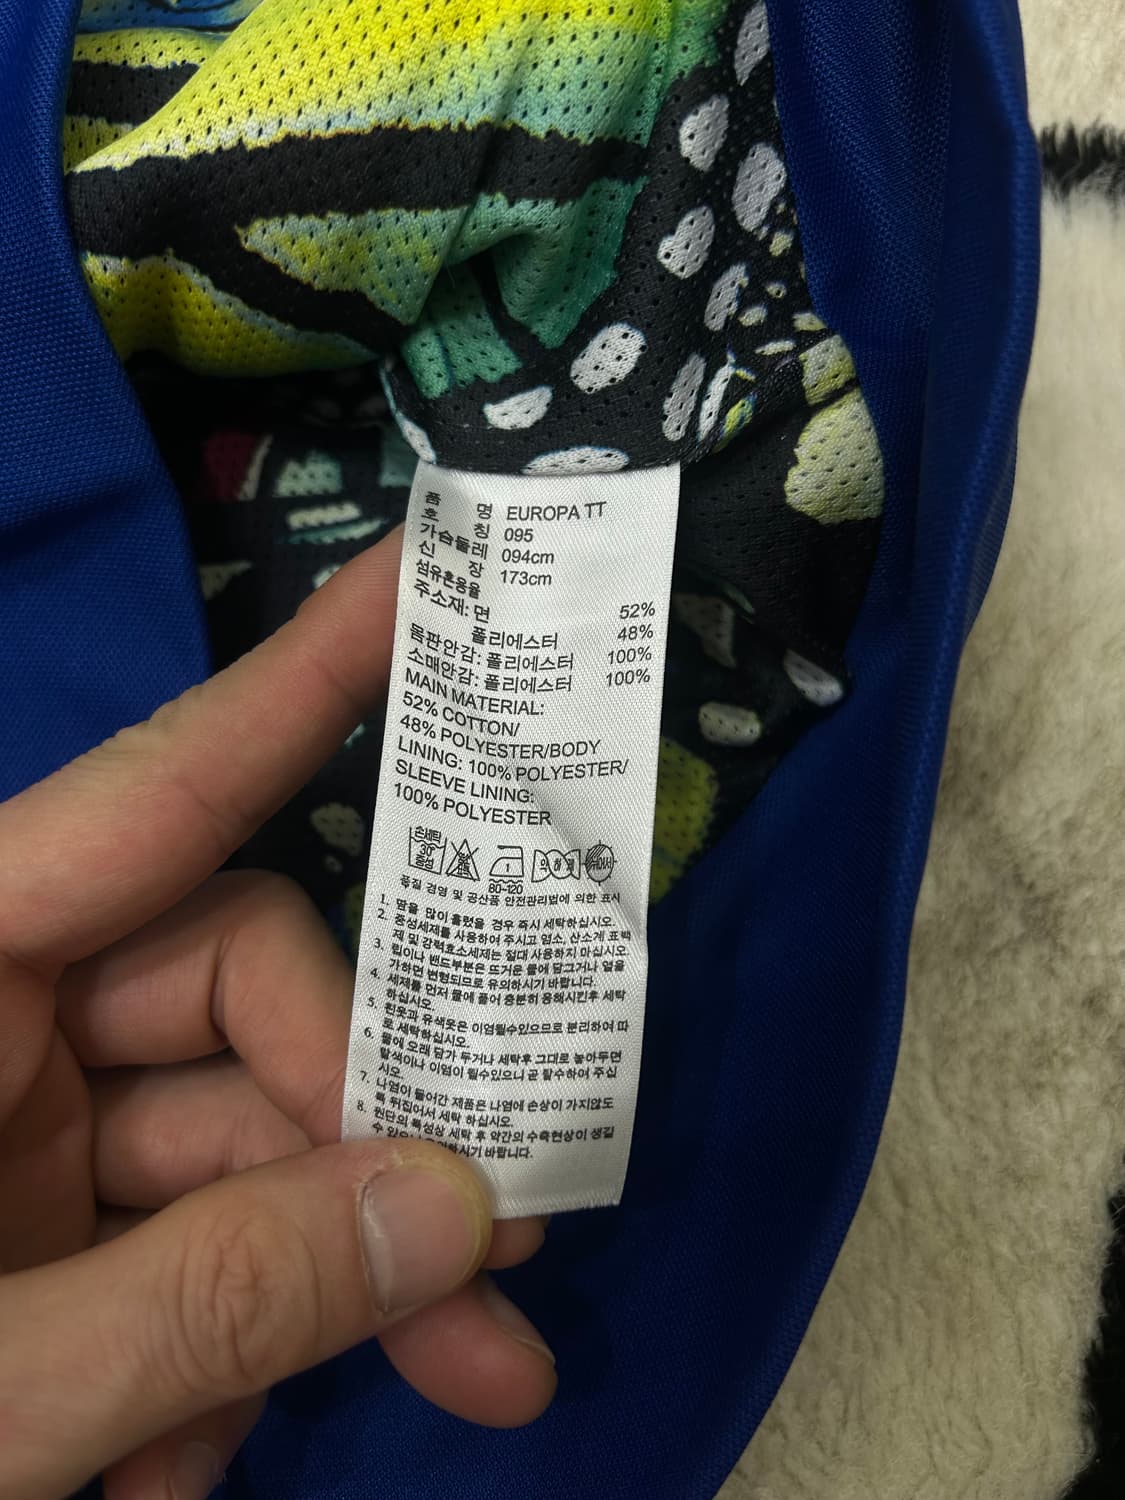 품 명 EUROPA TT
호 칭 095
가슴둘레 094cm
신 장 173cm
섬유혼용율
주소재: 면 52%
폴리에스터 48%
몸판안감: 폴리에스터 100%
소매안감: 폴리에스터 100%
MAIN MATERIAL:
52% COTTON/
48% POLYESTER/BODY
LINING: 100% POLYESTER/
SLEEVE LINING:
100% POLYESTER
손세탁
30°
중성
1
80~120
품질 경영 및 공산품 안전관리법에 의한 표시
1. 땀을 많이 흘렸을 경우 즉시 세탁하십시오.
2. 중성세제를 사용하여 주시고 염소, 산소계 표백
제 및 강력효소세제는 절대 사용하지 마십시오.
3. 립이나 밴드부분은 뜨거운 물에 담그거나 열을
가하면 변형되므로 유의하시기 바랍니다.
4. 세제를 먼저 물에 풀어 충분히 용해시킨후 세탁
하십시오.
5. 흰옷과 유색옷은 이염될수있으므로 분리하여 따
로 세탁하십시오.
6. 물에 오래 담가 두거나 세탁후 그대로 놓아두면
탈색이나 이염이 될수있으니 곧 탈수하여 주십
시오.
7. 나염이 들어간 제품은 나염에 손상이 가지않도
록 뒤집어서 세탁 하십시오.
8. 원단의 특성상 세탁 후 약간의 수축현상이 생길
수 바랍니다.